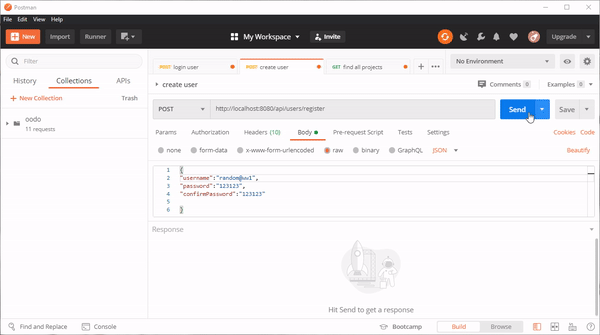 Postman
File Edit View Help
New Import Runner My Workspace Invite Upgrade
Filter
History Collections APIs
+ New Collection Trash
oodo
11 requests
POST login user POST create user GET find all projects + ••• No Environment
create user Comments 0 Examples 0
POST http://localhost:8080/api/users/register Send Save
Params Authorization Headers (10) Body Pre-request Script Tests Settings Cookies Code
none form-data x-www-form-urlencoded raw binary GraphQL JSON Beautify
1 {
2 "username":"random@ww1",
3 "password":"123123",
4 "confirmPassword":"123123"
5
6 }
Response
Hit Send to get a response
Find and Replace Console Bootcamp Build Browse